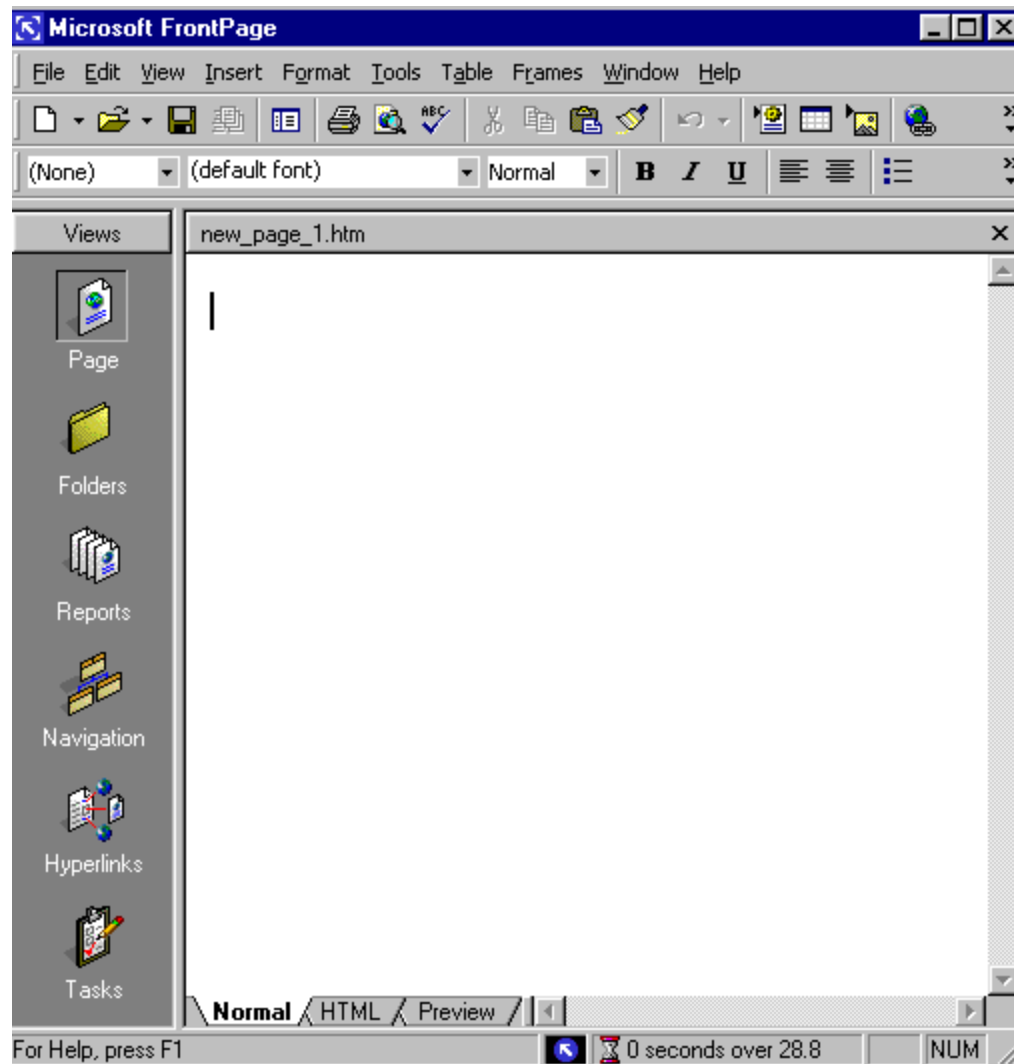 Microsoft FrontPage
File Edit View Insert Format Tools Table Frames Window Help
ABC
(None) (default font) Normal B I U
Views
new_page_1.htm
Page
Folders
Reports
Navigation
Hyperlinks
Tasks
Normal HTML Preview
For Help, press F1 0 seconds over 28.8 NUM